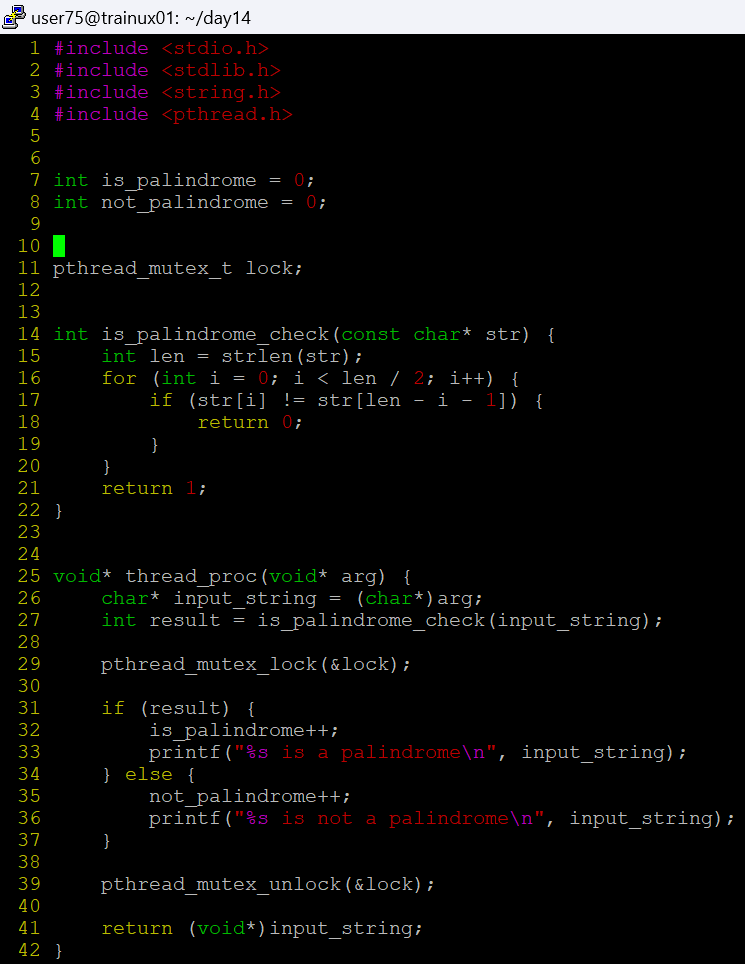 user75@trainux01: ~/day14
1 #include <stdio.h>
2 #include <stdlib.h>
3 #include <string.h>
4 #include <pthread.h>
5
6
7 int is_palindrome = 0;
8 int not_palindrome = 0;
9
10
11 pthread_mutex_t lock;
12
13
14 int is_palindrome_check(const char* str) {
15     int len = strlen(str);
16     for (int i = 0; i < len / 2; i++) {
17         if (str[i] != str[len - i - 1]) {
18             return 0;
19         }
20     }
21     return 1;
22 }
23
24
25 void* thread_proc(void* arg) {
26     char* input_string = (char*)arg;
27     int result = is_palindrome_check(input_string);
28
29     pthread_mutex_lock(&lock);
30
31     if (result) {
32         is_palindrome++;
33         printf("%s is a palindrome\n", input_string);
34     } else {
35         not_palindrome++;
36         printf("%s is not a palindrome\n", input_string);
37     }
38
39     pthread_mutex_unlock(&lock);
40
41     return (void*)input_string;
42 }